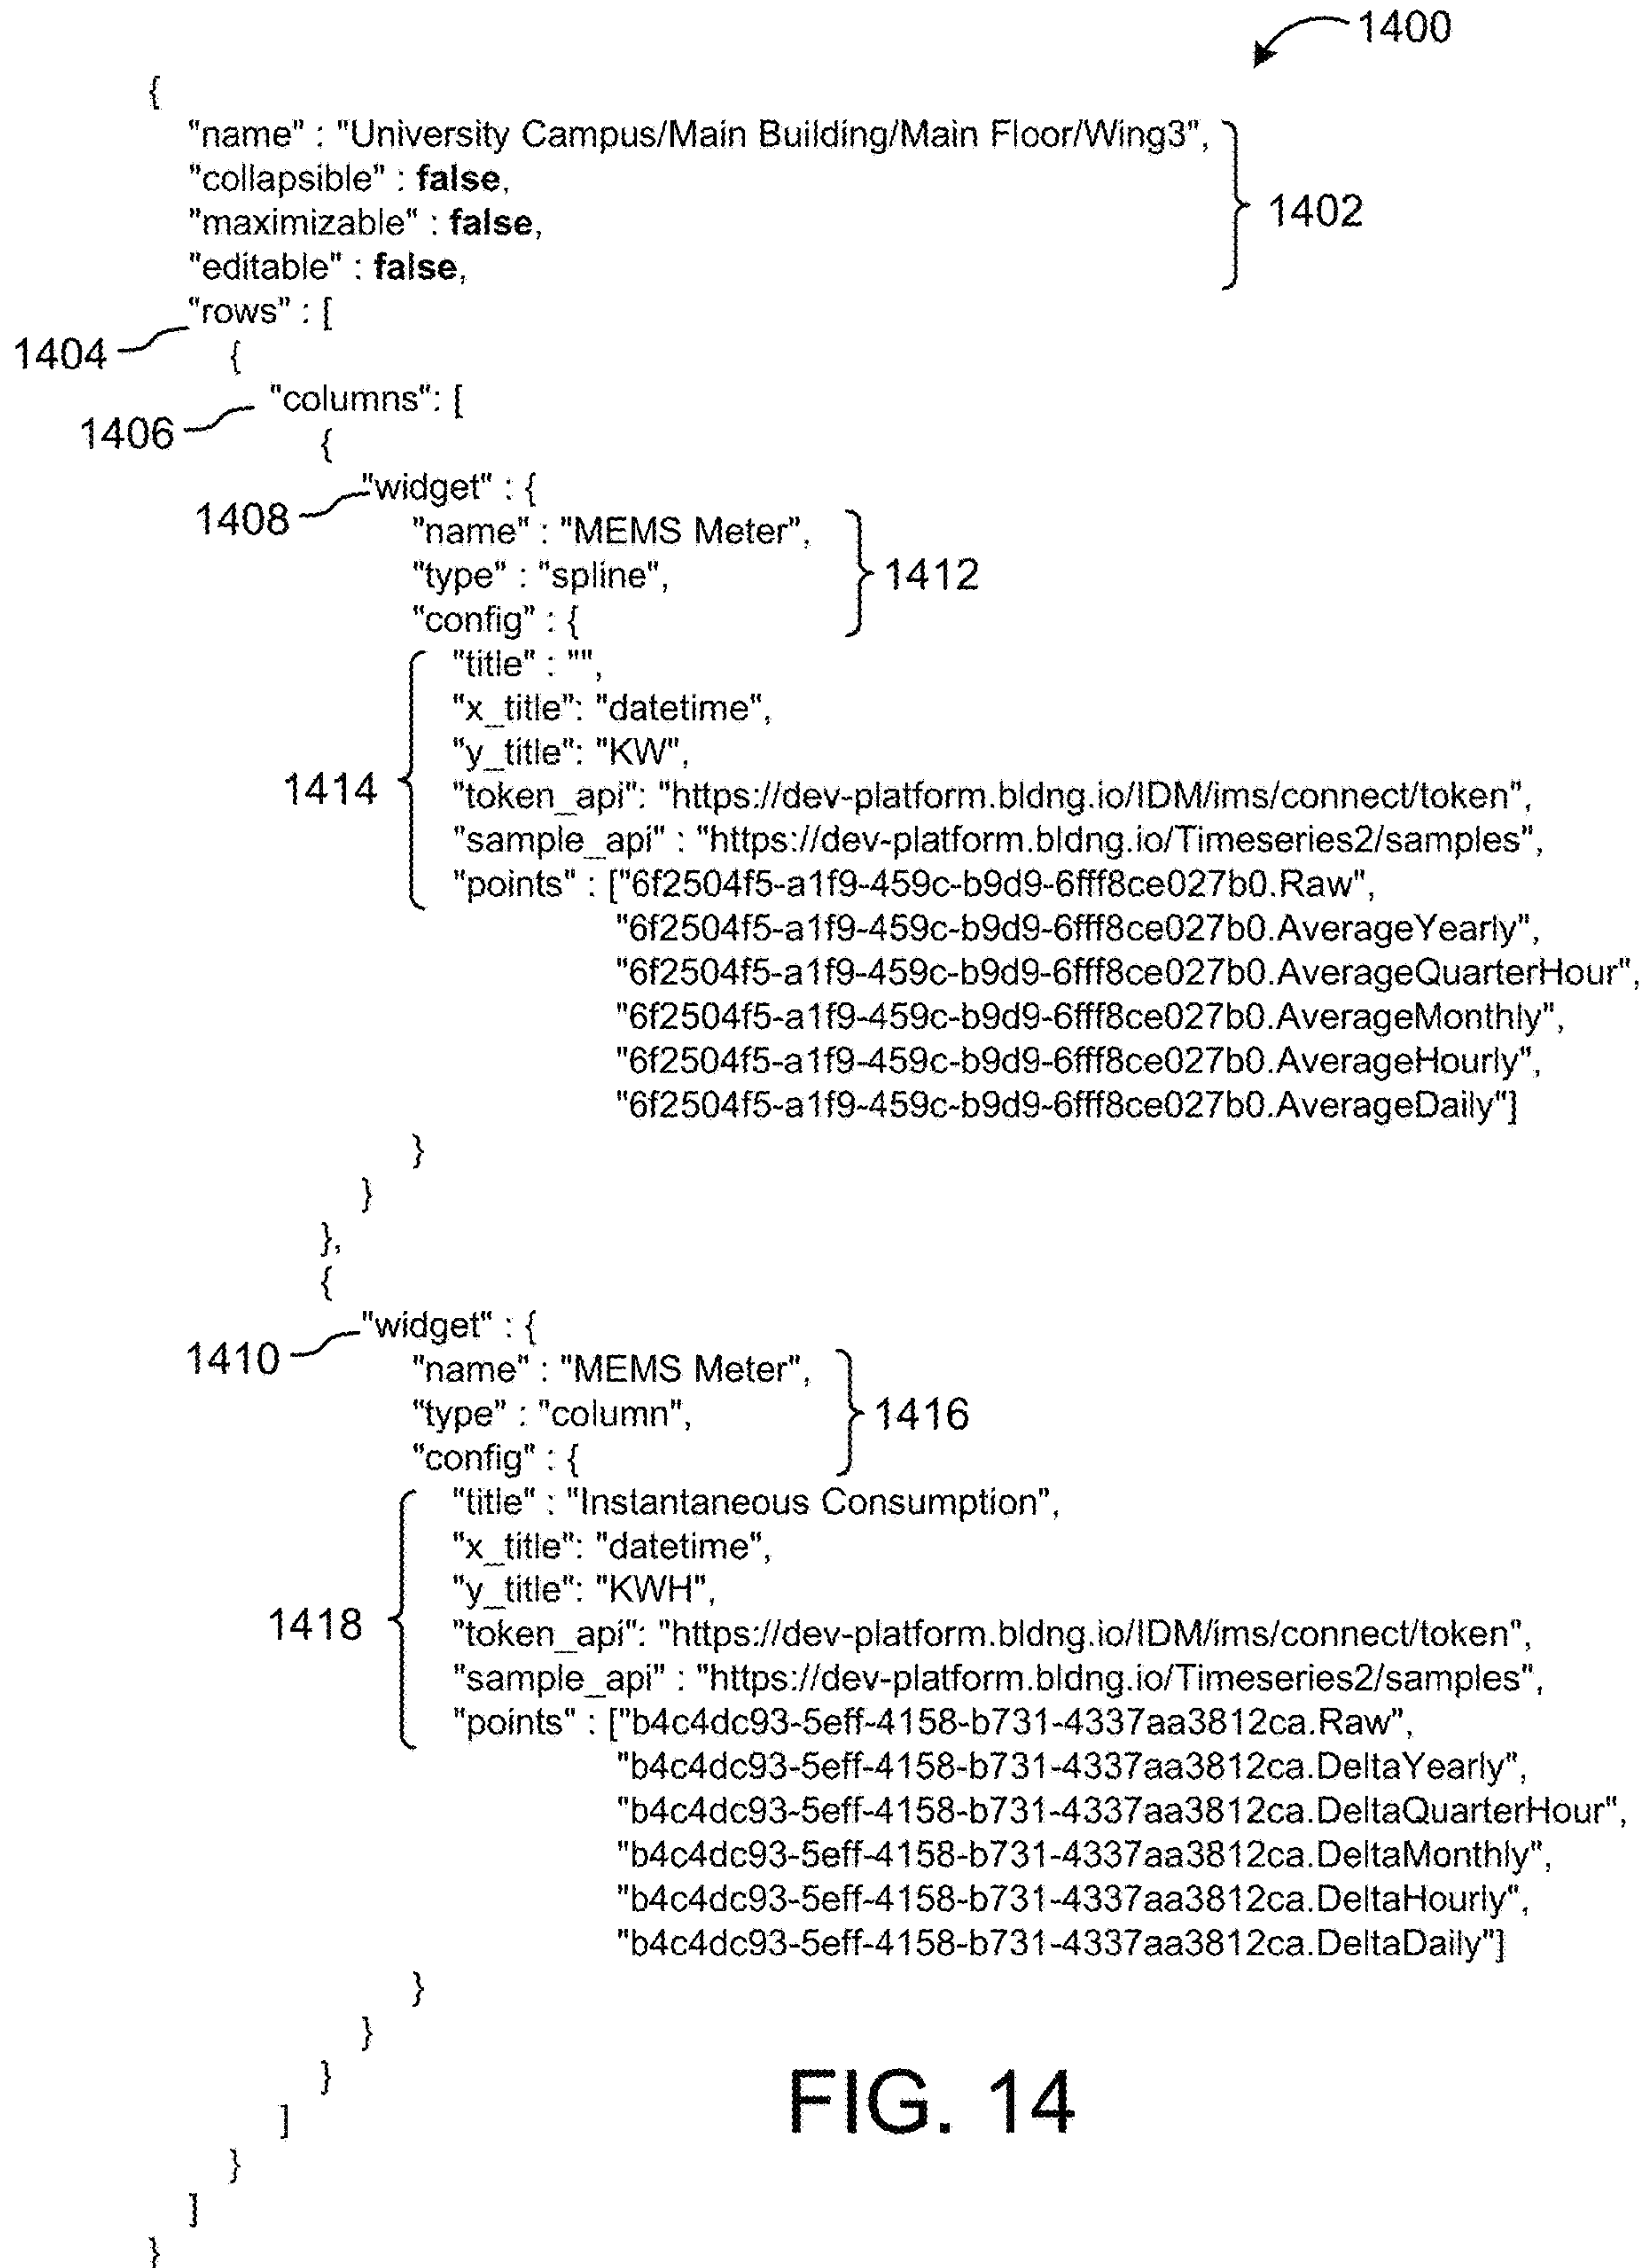 1400
{
"name" : "University Campus/Main Building/Main Floor/Wing3",
"collapsible" : false,
"maximizable" : false,
1402
"editable" : false,
"rows" : [
1404
{
"columns": [
1406
{
"widget" : {
1408
"name" : "MEMS Meter",
"type" : "spline",
1412
"config" : {
"title" : "",
"x_title": "datetime",
"y_title": "KW",
1414
"token_api": "https://dev-platform.bldng.io/IDM/ims/connect/token",
"sample_api" : "https://dev-platform.bldng.io/Timeseries2/samples",
"points" : ["6f2504f5-a1f9-459c-b9d9-6fff8ce027b0.Raw",
"6f2504f5-a1f9-459c-b9d9-6fff8ce027b0.AverageYearly",
"6f2504f5-a1f9-459c-b9d9-6fff8ce027b0.AverageQuarterHour",
"6f2504f5-a1f9-459c-b9d9-6fff8ce027b0.AverageMonthly",
"6f2504f5-a1f9-459c-b9d9-6fff8ce027b0.AverageHourly",
"6f2504f5-a1f9-459c-b9d9-6fff8ce027b0.AverageDaily"]
}
}
},
{
"widget" : {
1410
"name" : "MEMS Meter",
"type" : "column",
1416
"config" : {
"title" : "Instantaneous Consumption",
"x_title": "datetime",
"y_title": "KWH",
1418
"token_api": "https://dev-platform.bldng.io/IDM/ims/connect/token",
"sample_api" : "https://dev-platform.bldng.io/Timeseries2/samples",
"points" : ["b4c4dc93-5eff-4158-b731-4337aa3812ca.Raw",
"b4c4dc93-5eff-4158-b731-4337aa3812ca.DeltaYearly",
"b4c4dc93-5eff-4158-b731-4337aa3812ca.DeltaQuarterHour",
"b4c4dc93-5eff-4158-b731-4337aa3812ca.DeltaMonthly",
"b4c4dc93-5eff-4158-b731-4337aa3812ca.DeltaHourly",
"b4c4dc93-5eff-4158-b731-4337aa3812ca.DeltaDaily"]
}
}
}
FIG. 14
]
}
]
}